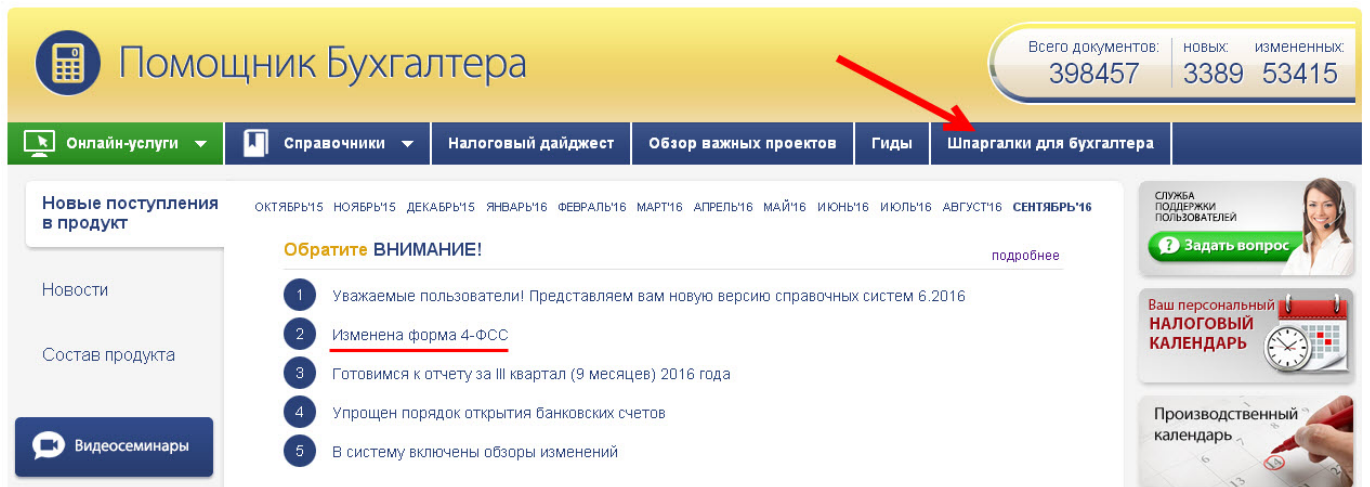 Помощник Бухгалтера
Всего документов: новых: измененных:
398457 3389 53415
Онлайн-услуги Справочники Налоговый дайджест Обзор важных проектов Гиды Шпаргалки для бухгалтера
Новые поступления
в продукт
Новости
Состав продукта
Видеосеминары
ОКТЯБРЬ'15 НОЯБРЬ'15 ДЕКАБРЬ'15 ЯНВАРЬ'16 ФЕВРАЛЬ'16 МАРТ'16 АПРЕЛЬ'16 МАЙ'16 ИЮНЬ'16 ИЮЛЬ'16 АВГУСТ'16 СЕНТЯБРЬ'16
Обратите ВНИМАНИЕ!
подробнее
1 Уважаемые пользователи! Представляем вам новую версию справочных систем 6.2016
2 Изменена форма 4-ФСС
3 Готовимся к отчету за III квартал (9 месяцев) 2016 года
4 Упрощен порядок открытия банковских счетов
5 В систему включены обзоры изменений
СЛУЖБА
ПОДДЕРЖКИ
ПОЛЬЗОВАТЕЛЕЙ
? Задать вопрос
Ваш персональный
НАЛОГОВЫЙ
КАЛЕНДАРЬ
Производственный
календарь
14